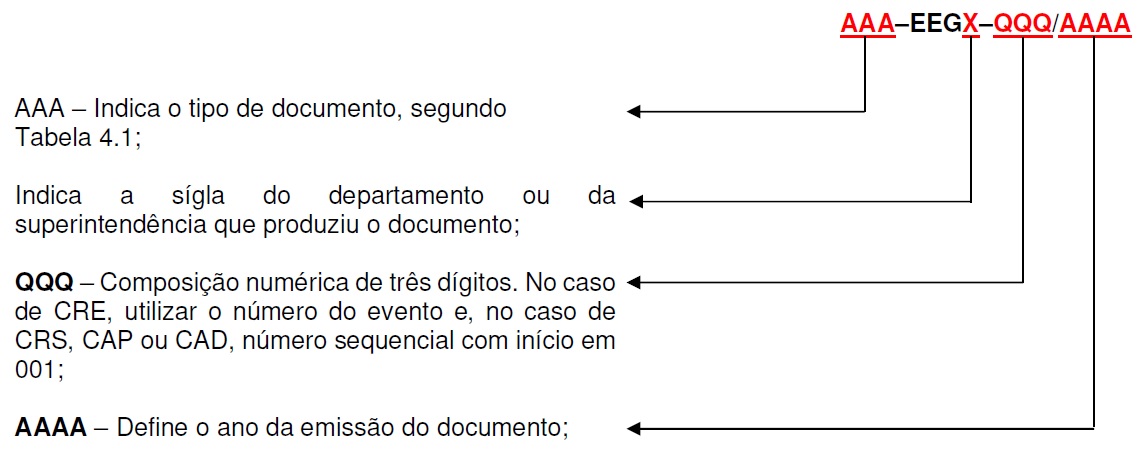 AAA–EEGX–QQQ/AAAA
AAA – Indica o tipo de documento, segundo
Tabela 4.1;
Indica a sígla do departamento ou da
superintendência que produziu o documento;
QQQ – Composição numérica de três dígitos. No caso
de CRE, utilizar o número do evento e, no caso de
CRS, CAP ou CAD, número sequencial com início em
001;
AAAA – Define o ano da emissão do documento;